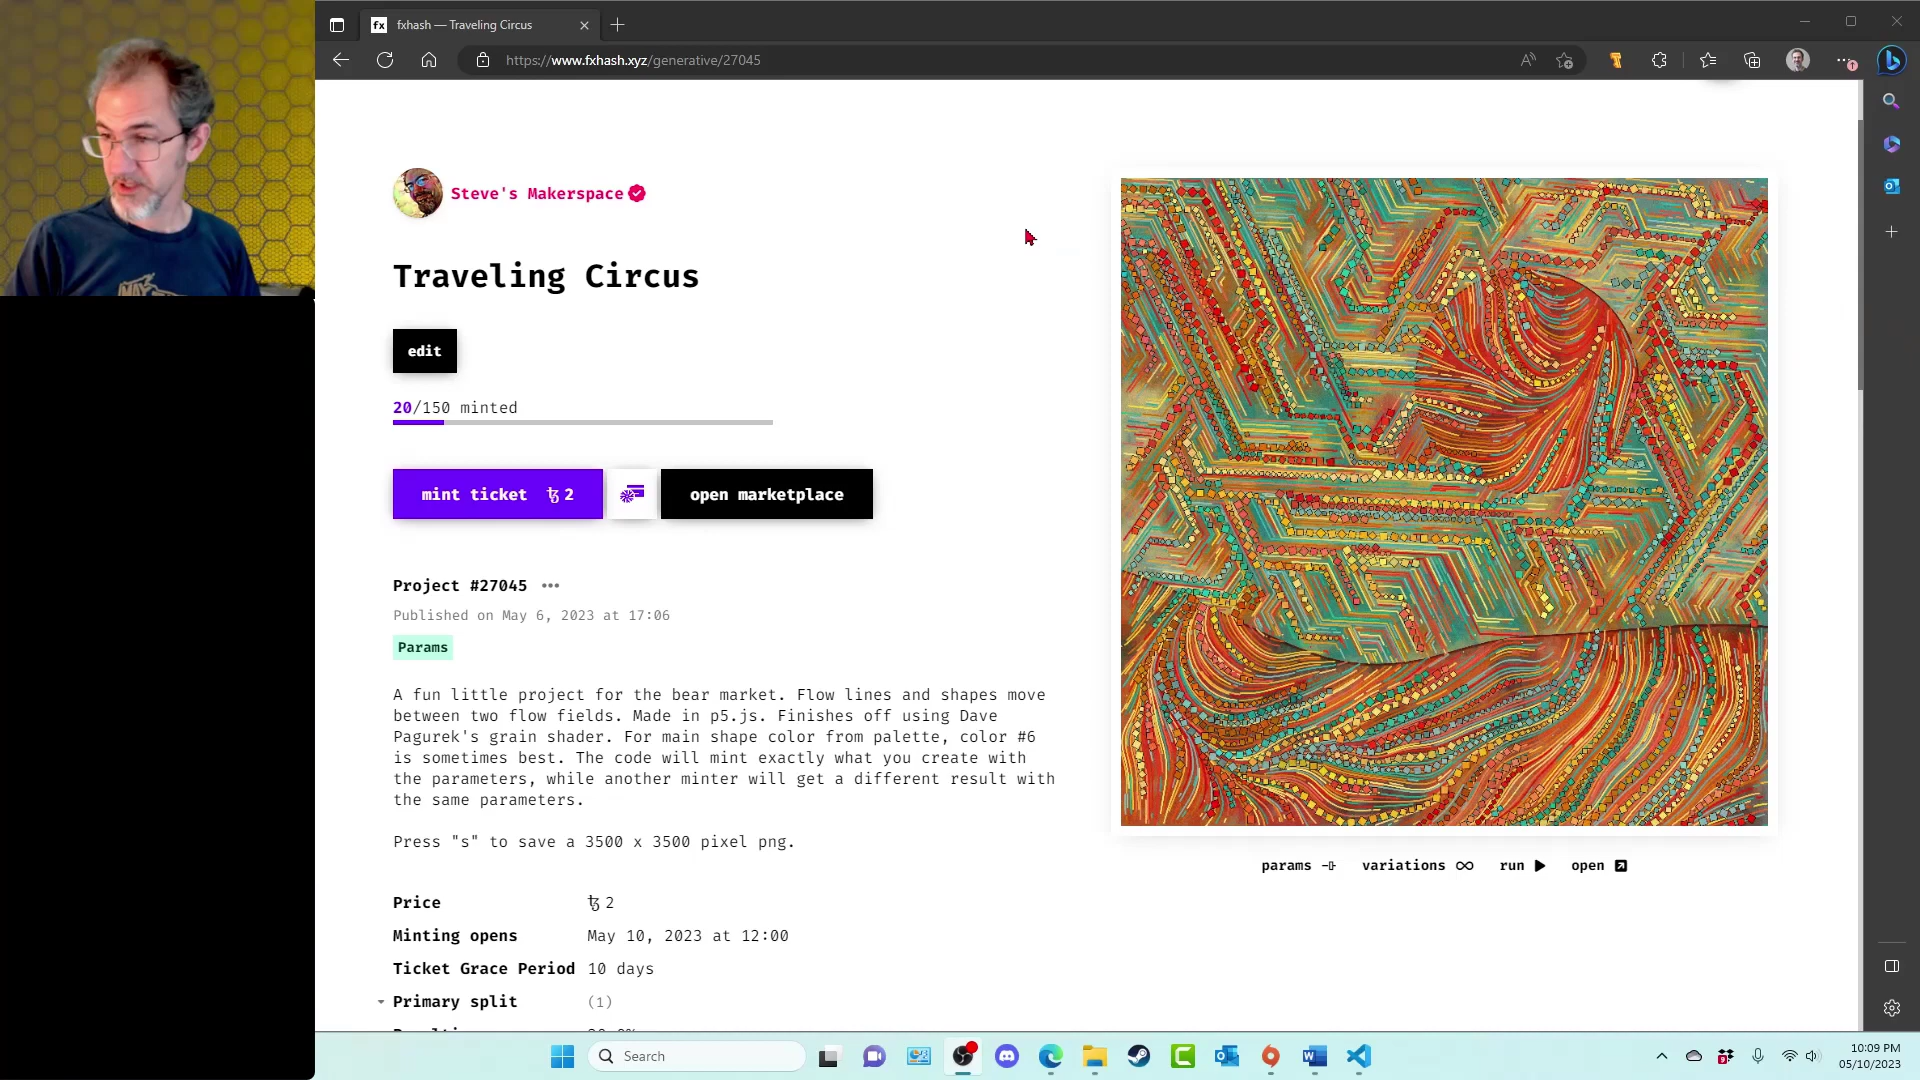 fx fxhash — Traveling Circus
https://www.fxhash.xyz/generative/27045
Steve's Makerspace
Traveling Circus
edit
20/150 minted
mint ticket ꜩ 2
open marketplace
Project #27045 •••
Published on May 6, 2023 at 17:06
Params
A fun little project for the bear market. Flow lines and shapes move
between two flow fields. Made in p5.js. Finishes off using Dave
Pagurek's grain shader. For main shape color from palette, color #6
is sometimes best. The code will mint exactly what you create with
the parameters, while another minter will get a different result with
the same parameters.
Press "s" to save a 3500 x 3500 pixel png.
params
variations
run
open
Price ꜩ 2
Minting opens May 10, 2023 at 12:00
Ticket Grace Period 10 days
Primary split (1)
Search
10:09 PM
05/10/2023